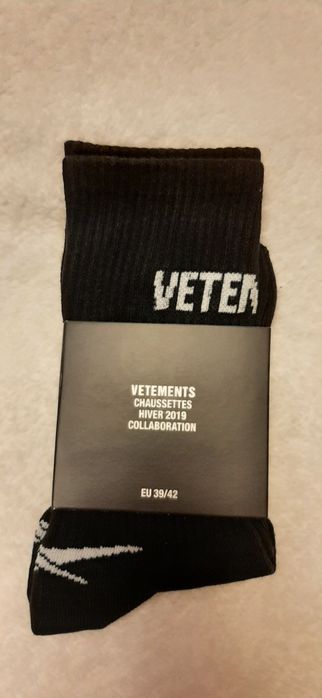 VETEM
VETEMENTS
CHAUSSETTES
HIVER 2019
COLLABORATION
EU 39/42